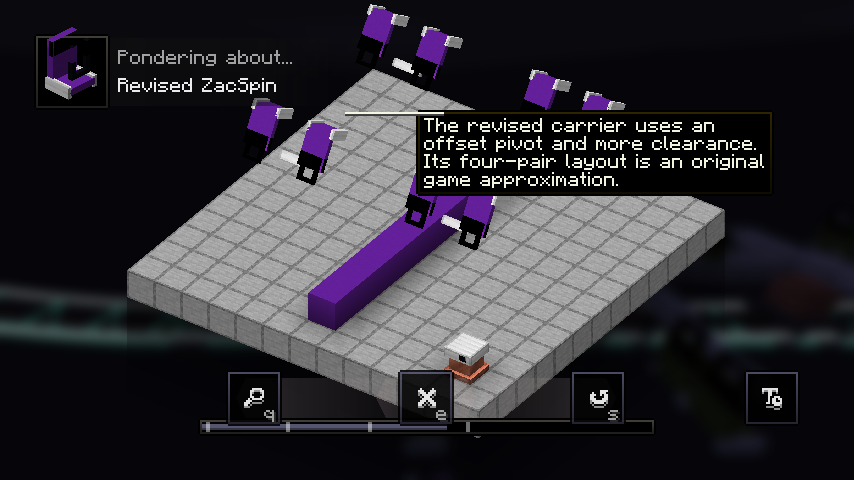 Pondering about...
Revised ZacSpin
The revised carrier uses an
offset pivot and more clearance.
Its four-pair layout is an original
game approximation.
q
e
s
T